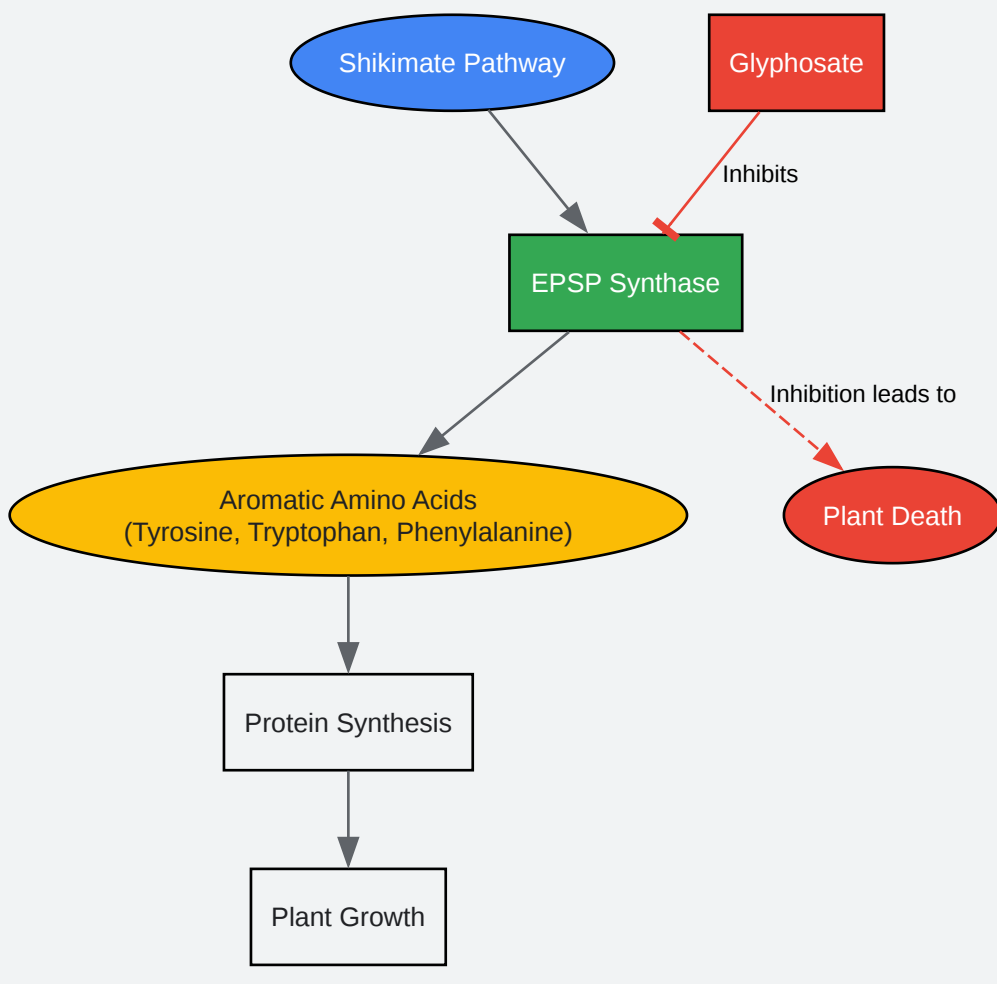 Shikimate Pathway
Glyphosate
Inhibits
EPSP Synthase
Inhibition leads to
Aromatic Amino Acids
(Tyrosine, Tryptophan, Phenylalanine)
Plant Death
Protein Synthesis
Plant Growth